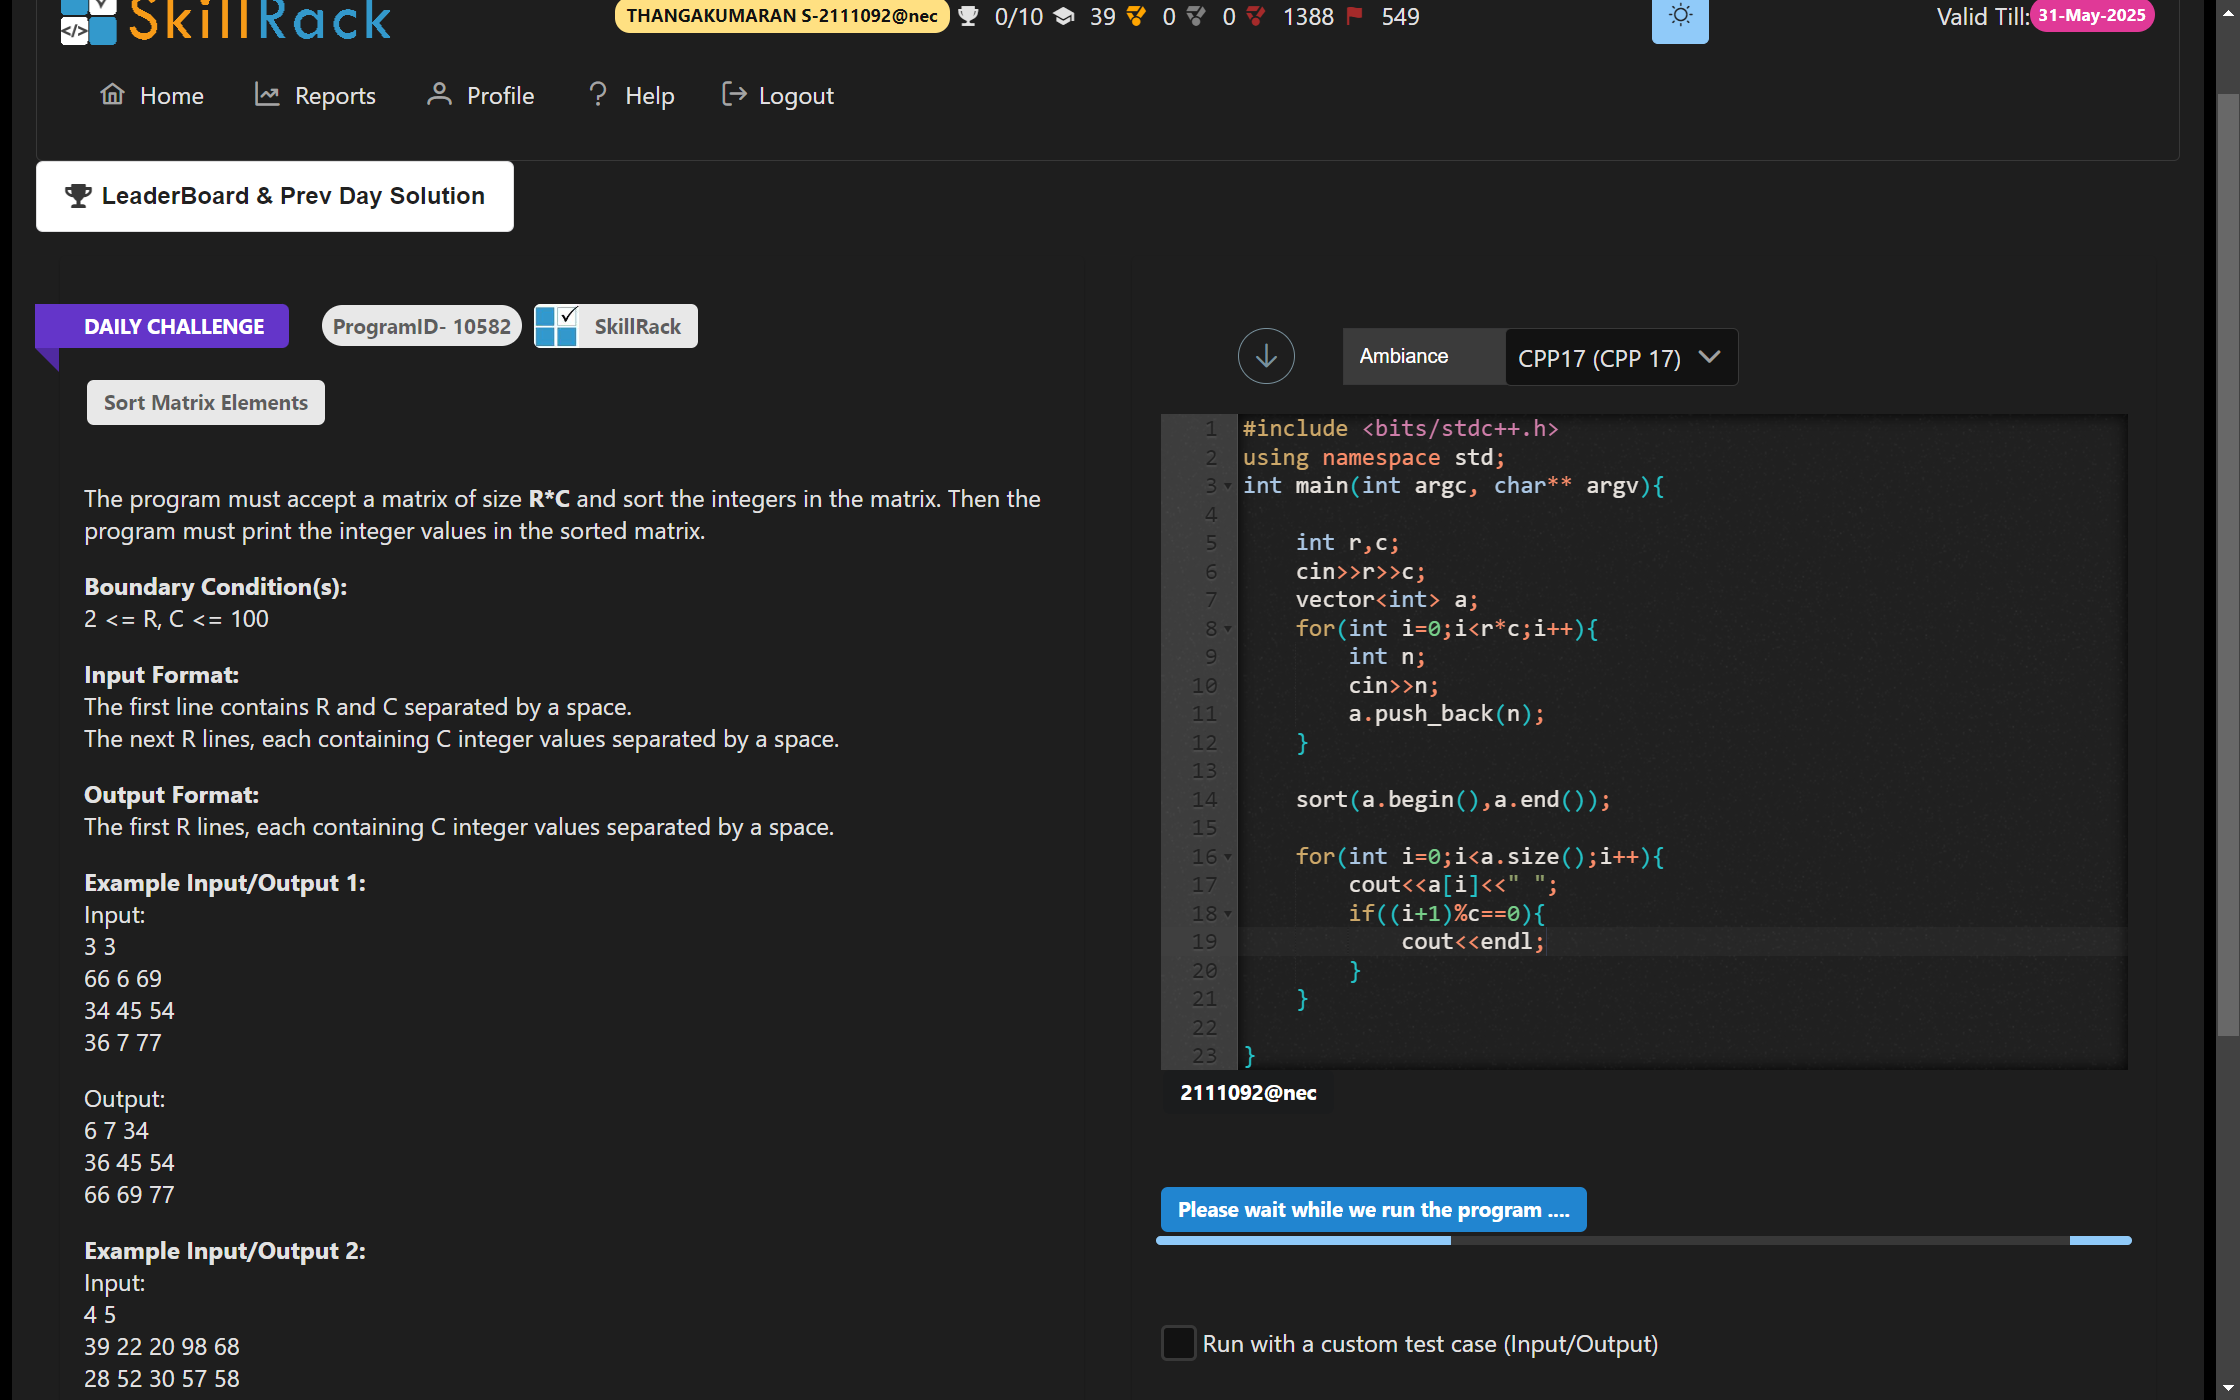 SkillRack
THANGAKUMARAN S-2111092@nec 0/10 39 0 0 1388 549
Valid Till: 31-May-2025
Home Reports Profile Help Logout
LeaderBoard & Prev Day Solution
DAILY CHALLENGE ProgramID- 10582 SkillRack
Sort Matrix Elements
The program must accept a matrix of size R*C and sort the integers in the matrix. Then the
program must print the integer values in the sorted matrix.
Boundary Condition(s):
2 <= R, C <= 100
Input Format:
The first line contains R and C separated by a space.
The next R lines, each containing C integer values separated by a space.
Output Format:
The first R lines, each containing C integer values separated by a space.
Example Input/Output 1:
Input:
3 3
66 6 69
34 45 54
36 7 77
Output:
6 7 34
36 45 54
66 69 77
Example Input/Output 2:
Input:
4 5
39 22 20 98 68
28 52 30 57 58
Ambiance CPP17 (CPP 17)
1 #include <bits/stdc++.h>
2 using namespace std;
3 int main(int argc, char** argv){
4
5     int r,c;
6     cin>>r>>c;
7     vector<int> a;
8     for(int i=0;i<r*c;i++){
9         int n;
10         cin>>n;
11         a.push_back(n);
12     }
13
14     sort(a.begin(),a.end());
15
16     for(int i=0;i<a.size();i++){
17         cout<<a[i]<<" ";
18         if((i+1)%c==0){
19             cout<<endl;
20         }
21     }
22
23 }
2111092@nec
Please wait while we run the program ....
Run with a custom test case (Input/Output)